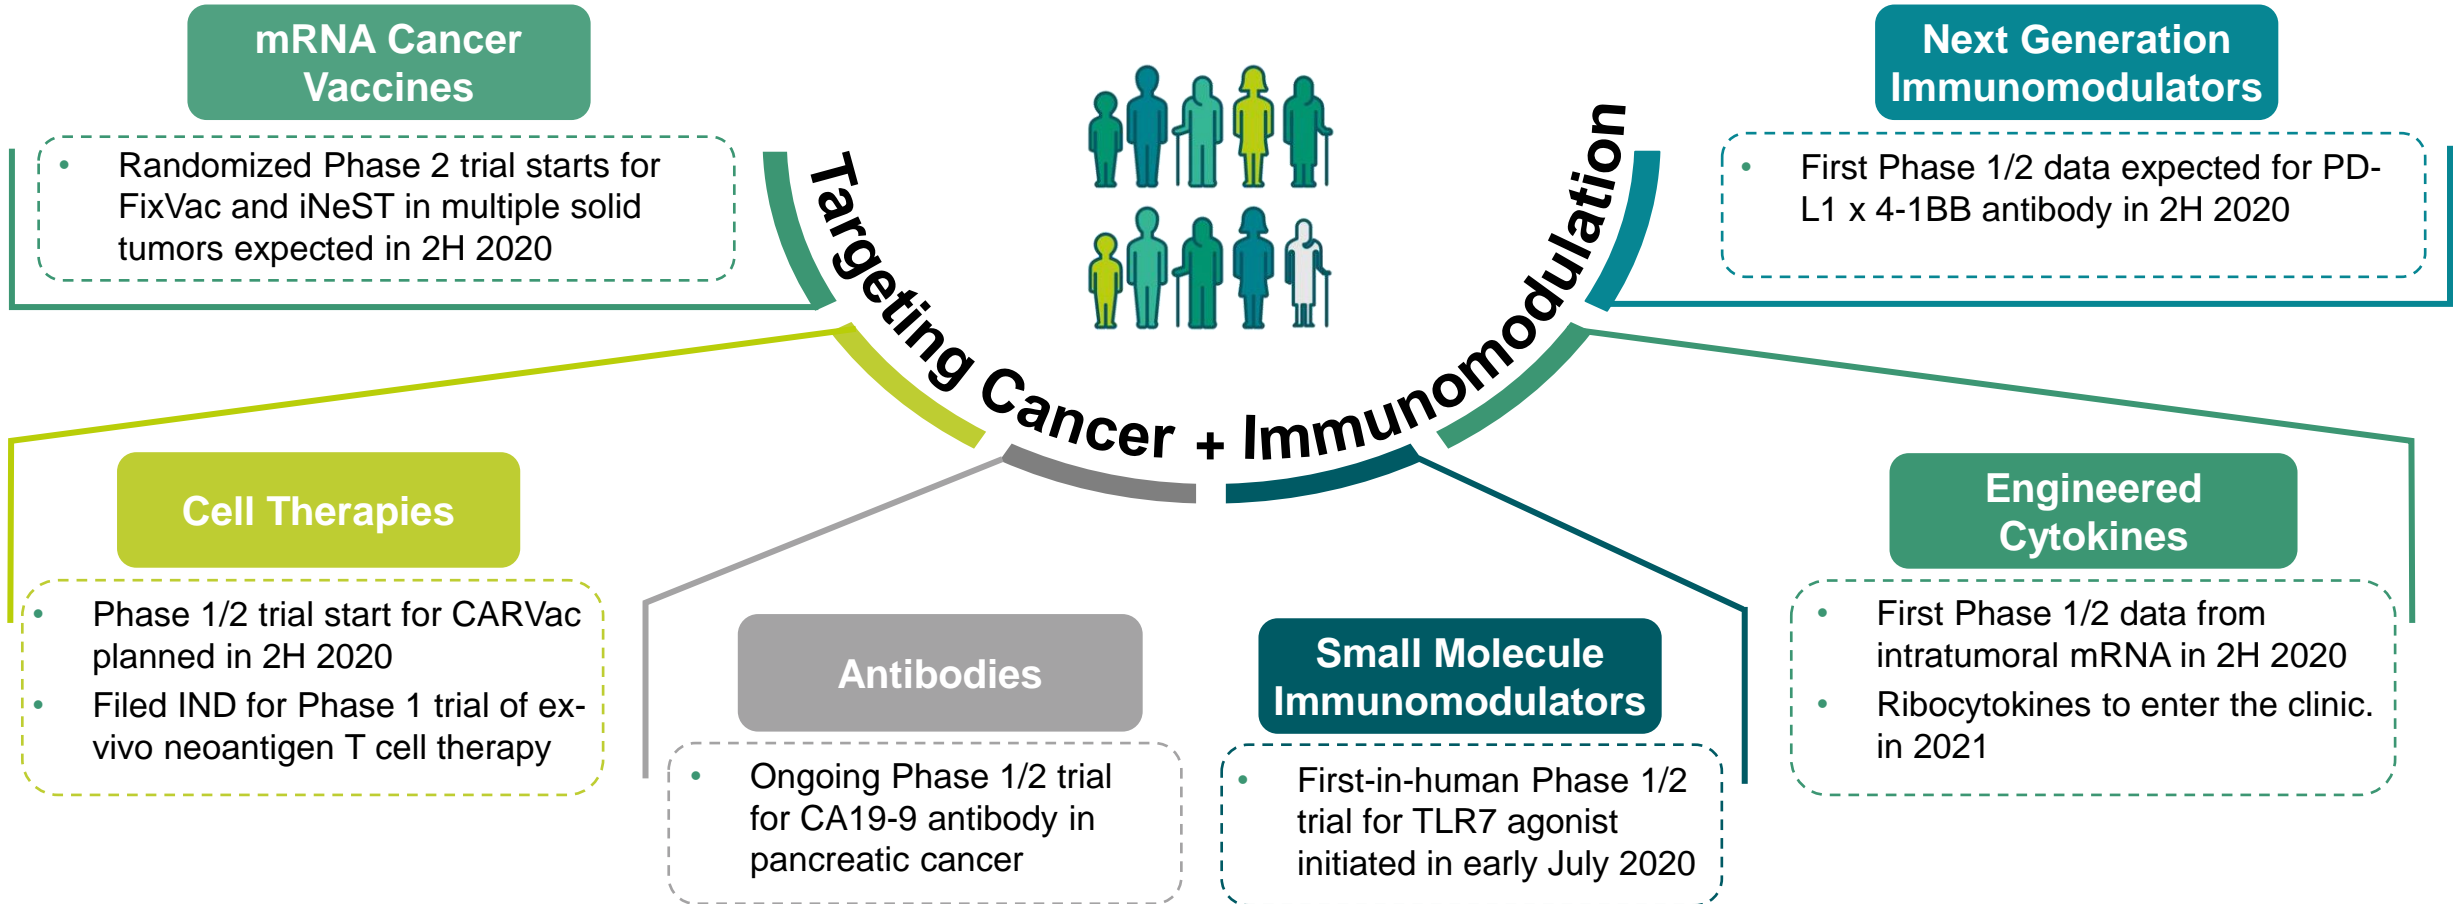 mRNA Cancer
Vaccines
• Randomized Phase 2 trial starts for
FixVac and iNeST in multiple solid
tumors expected in 2H 2020
Targeting Cancer + Immunomodulation
Next Generation
Immunomodulators
• First Phase 1/2 data expected for PD-
L1 x 4-1BB antibody in 2H 2020
Cell Therapies
• Phase 1/2 trial start for CARVac
planned in 2H 2020
• Filed IND for Phase 1 trial of ex-
vivo neoantigen T cell therapy
Antibodies
• Ongoing Phase 1/2 trial
for CA19-9 antibody in
pancreatic cancer
Small Molecule
Immunomodulators
• First-in-human Phase 1/2
trial for TLR7 agonist
initiated in early July 2020
Engineered
Cytokines
• First Phase 1/2 data from
intratumoral mRNA in 2H 2020
• Ribocytokines to enter the clinic.
in 2021